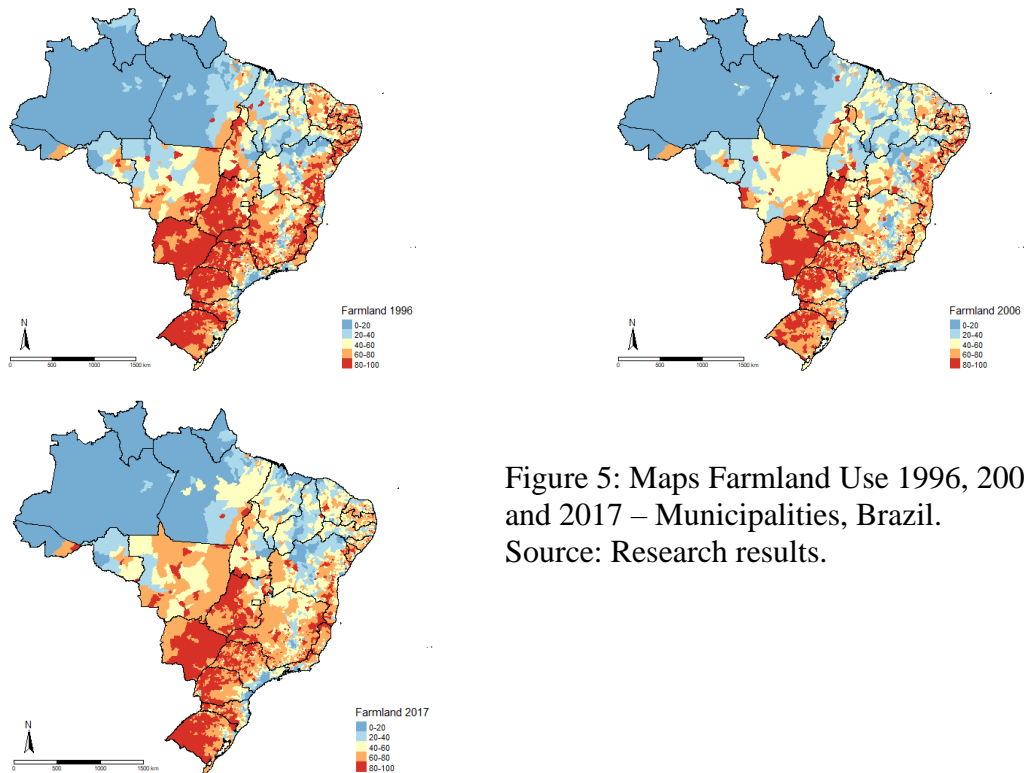 N
0 500 1000 1500 km
Farmland 1996
0-20
20-40
40-60
60-80
80-100
N
0 500 1000 1500 km
Farmland 2006
0-20
20-40
40-60
60-80
80-100
N
0 500 1000 1500 km
Farmland 2017
0-20
20-40
40-60
60-80
80-100
Figure 5: Maps Farmland Use 1996, 200
and 2017 – Municipalities, Brazil.
Source: Research results.